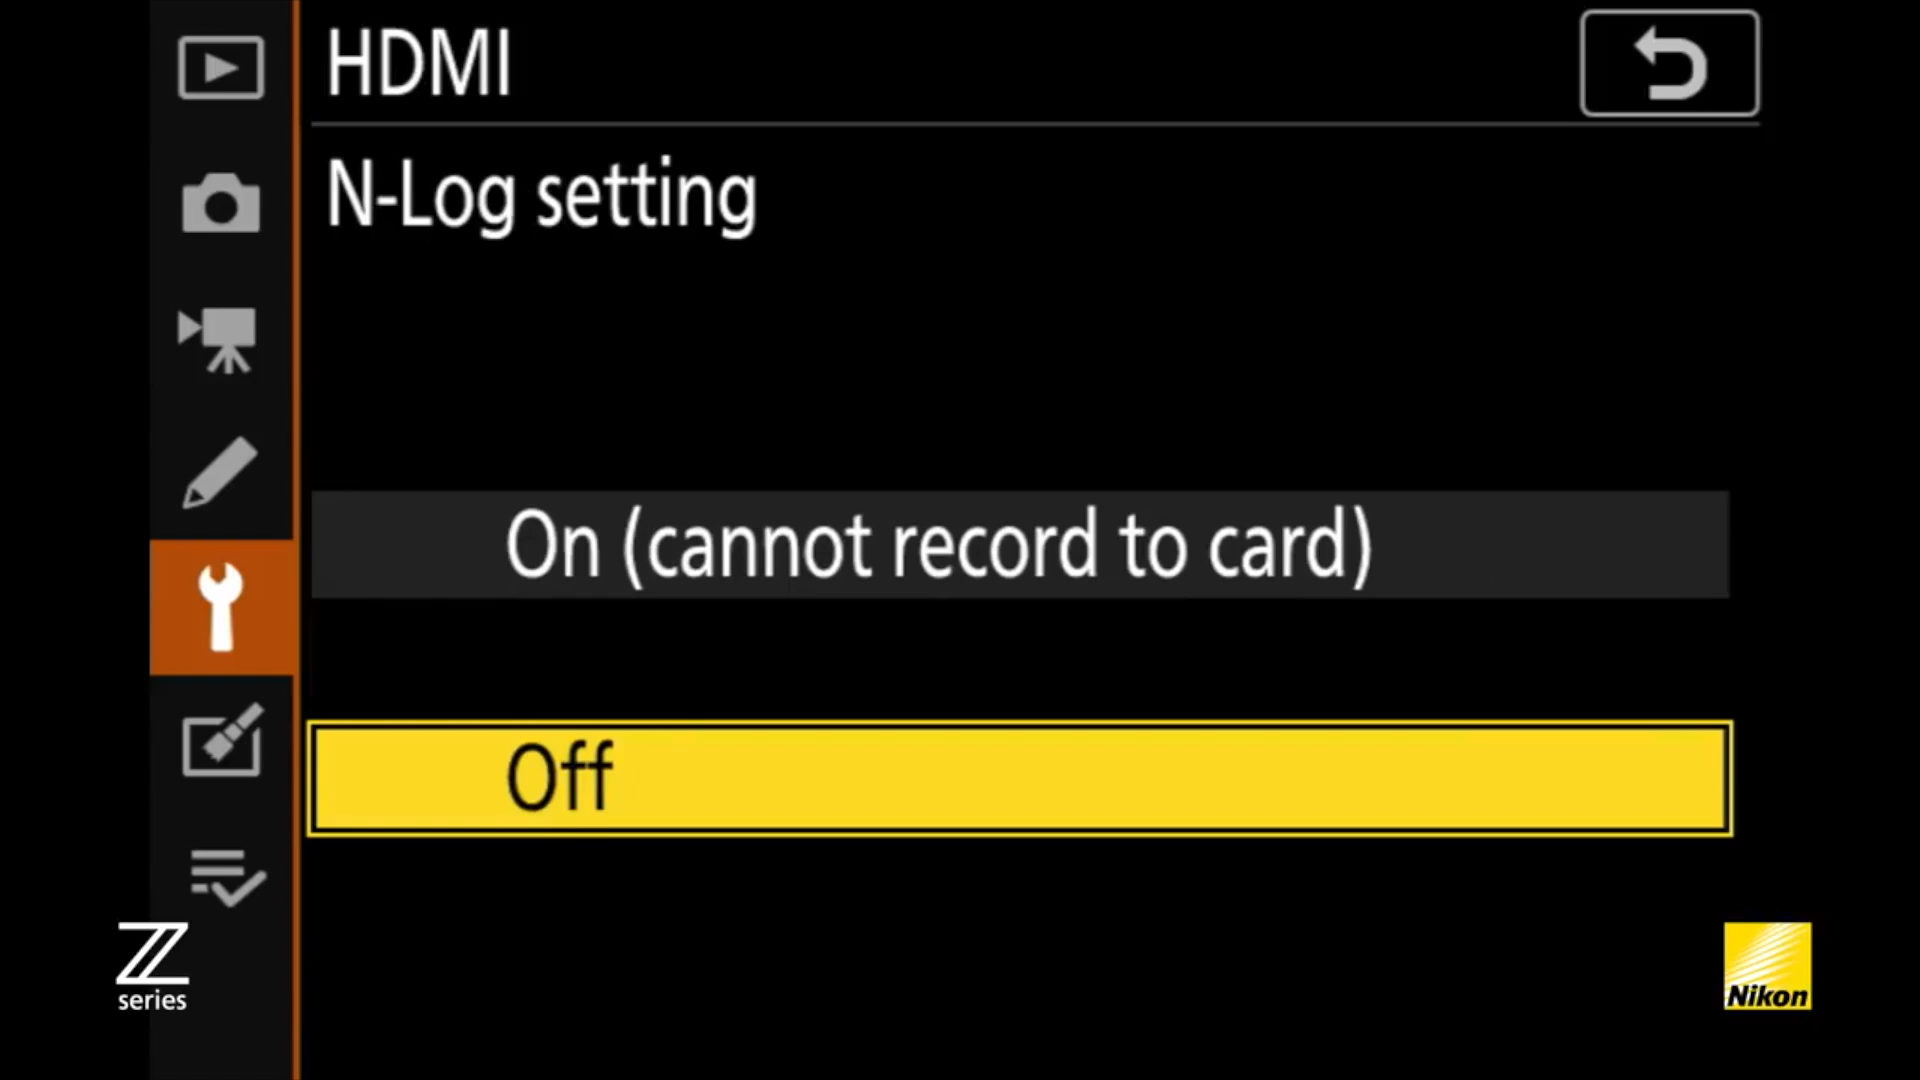 HDMI
N-Log setting
On (cannot record to card)
Off
Z
series
Nikon